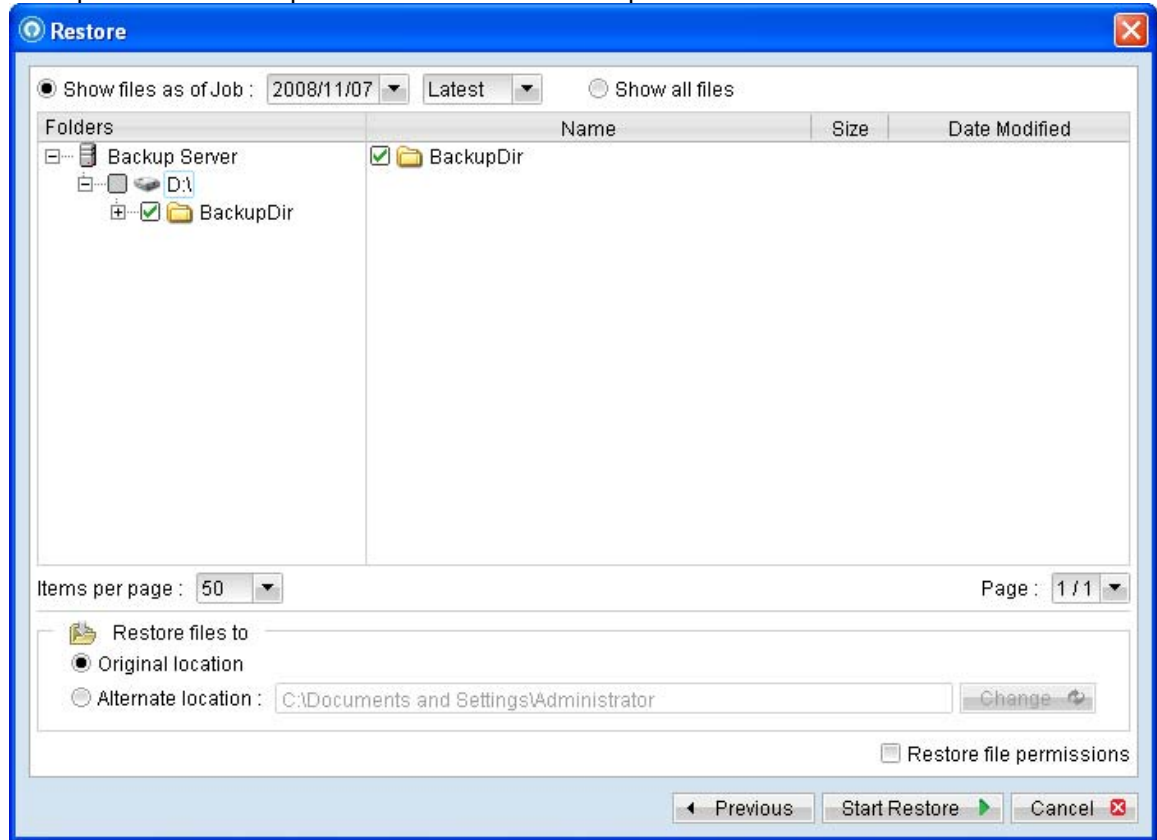 Restore
Show files as of Job : 2008/11/07 Latest Show all files
Folders Name Size Date Modified
Backup Server BackupDir
D:\
BackupDir
Items per page : 50 Page : 1 / 1
Restore files to
Original location
Alternate location : C:\Documents and Settings\Administrator Change
Restore file permissions
Previous Start Restore Cancel